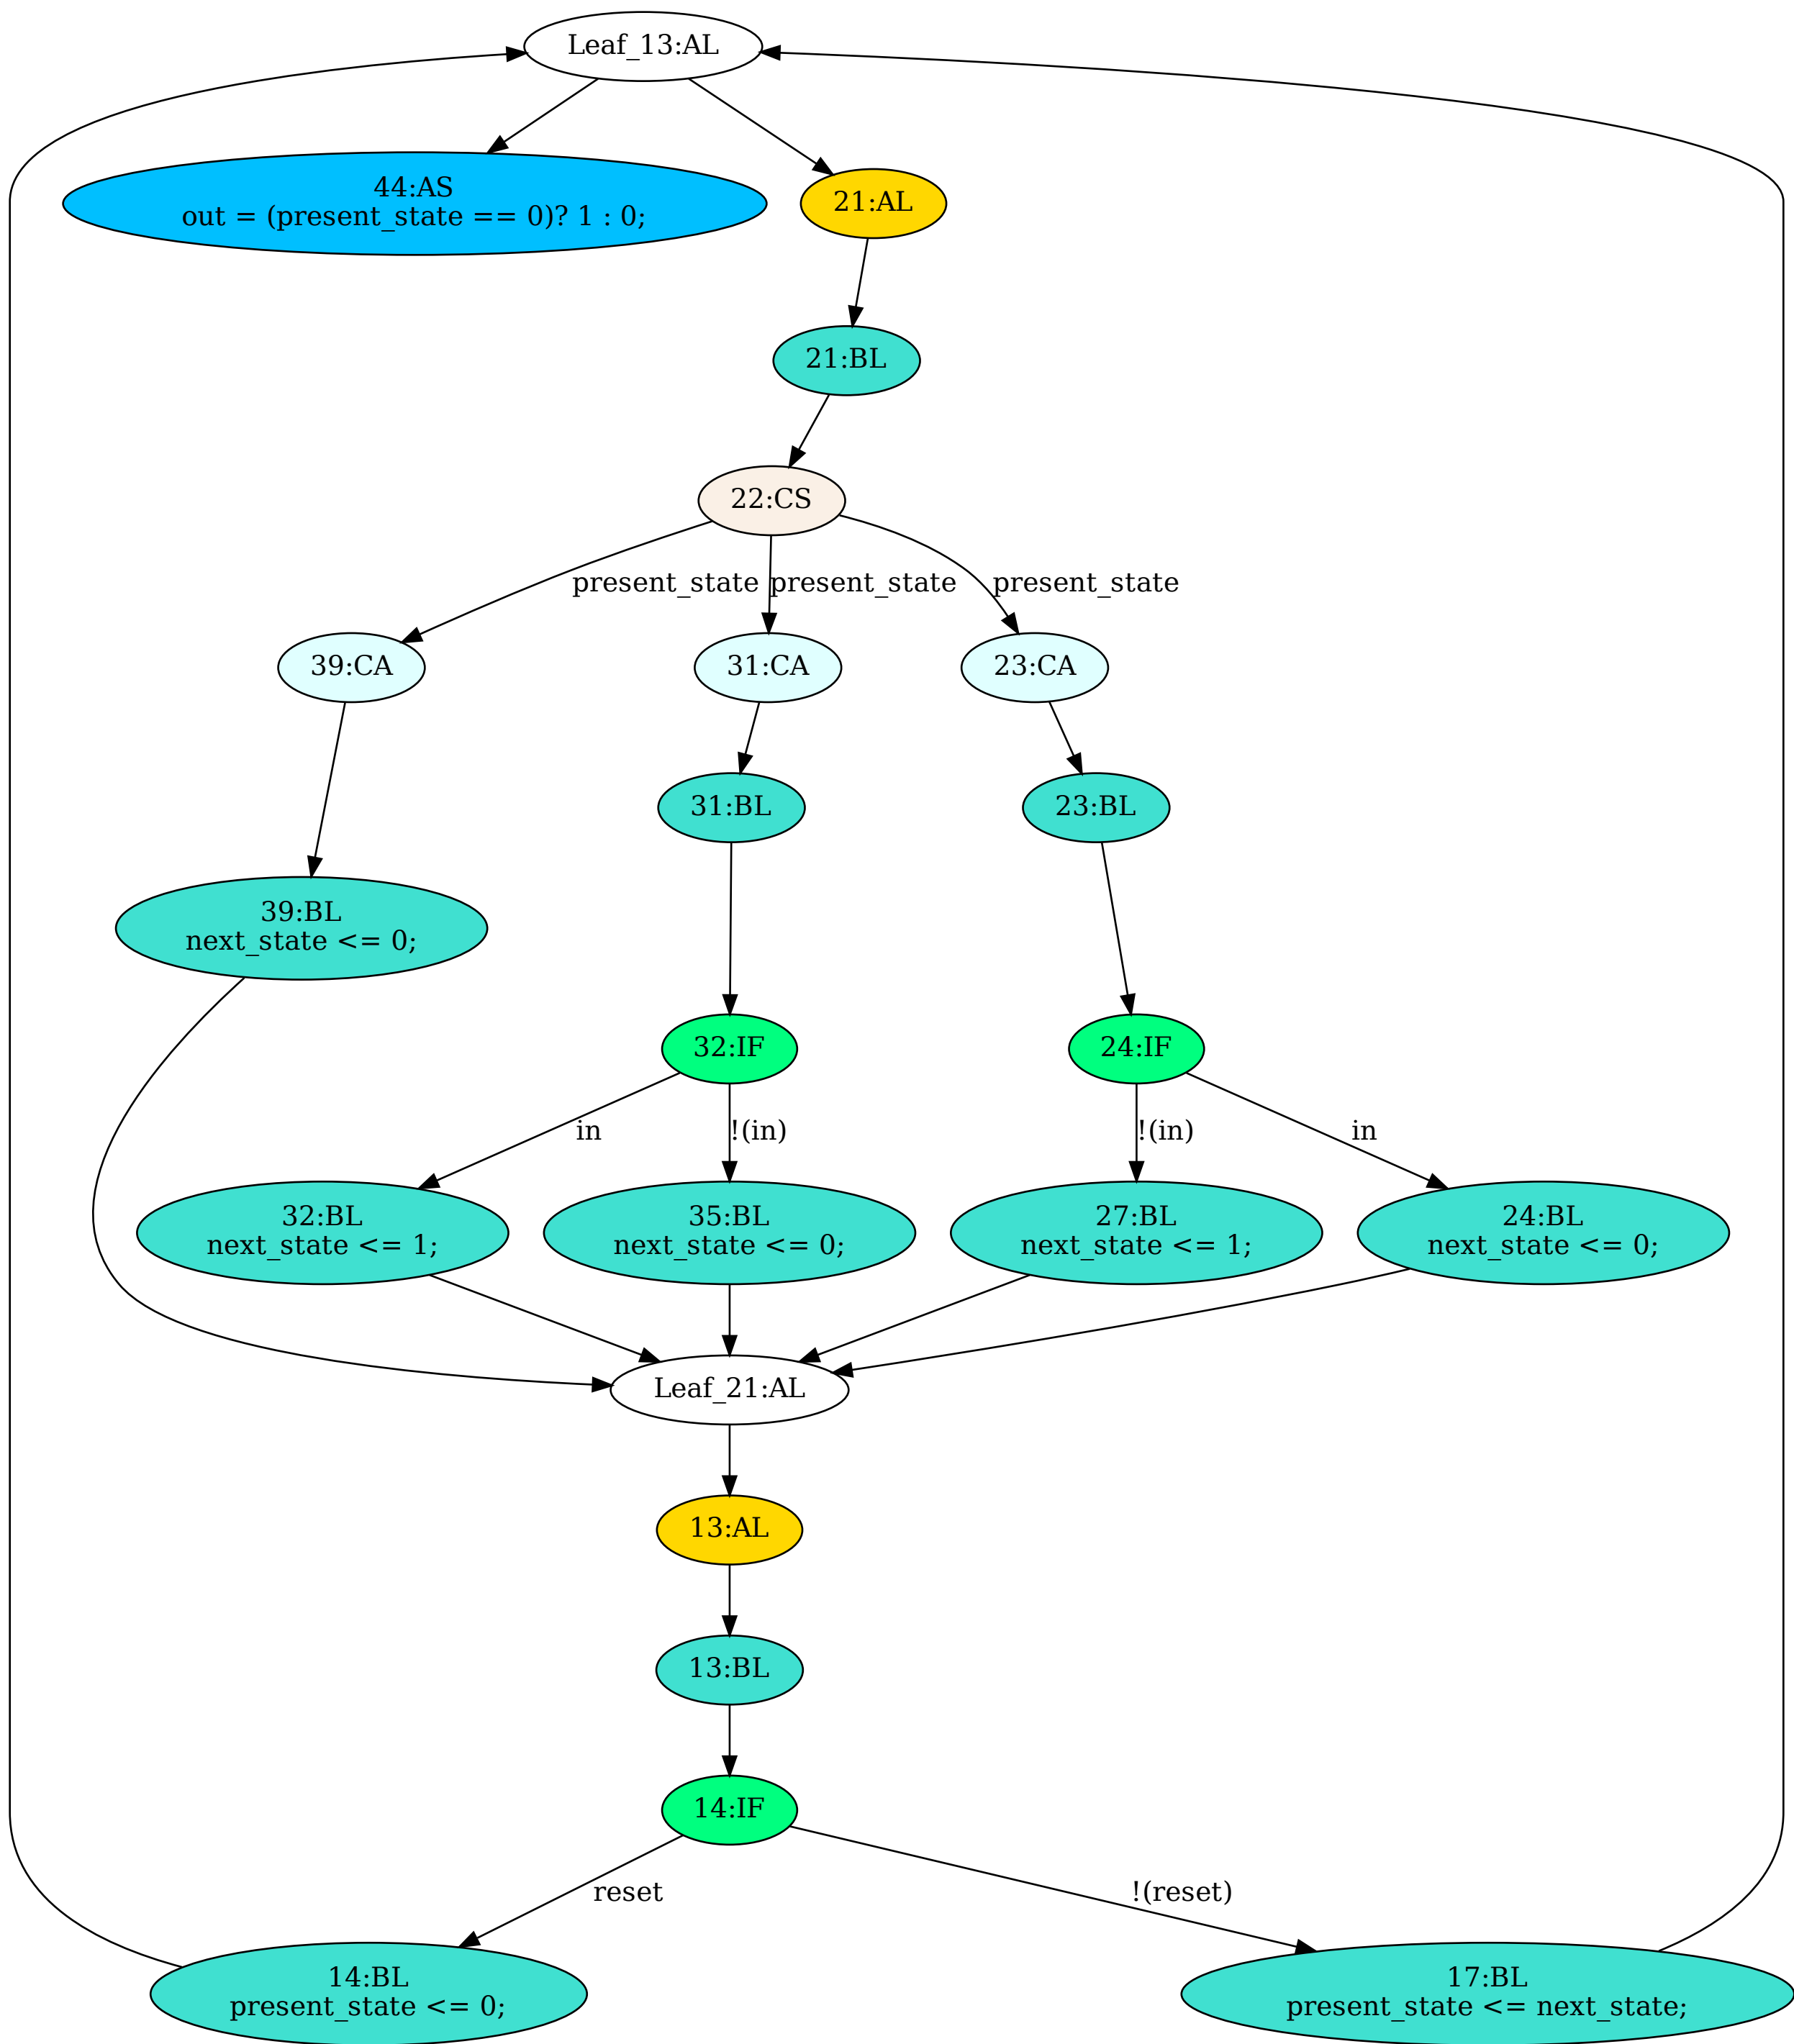 Leaf_13:AL
44:AS
out = (present_state == 0)? 1 : 0;
21:AL
21:BL
22:CS
present_state
present_state
present_state
39:CA
31:CA
23:CA
31:BL
23:BL
39:BL
next_state <= 0;
32:IF
24:IF
in
!(in)
!(in)
in
32:BL
next_state <= 1;
35:BL
next_state <= 0;
27:BL
next_state <= 1;
24:BL
next_state <= 0;
Leaf_21:AL
13:AL
13:BL
14:IF
reset
!(reset)
14:BL
present_state <= 0;
17:BL
present_state <= next_state;